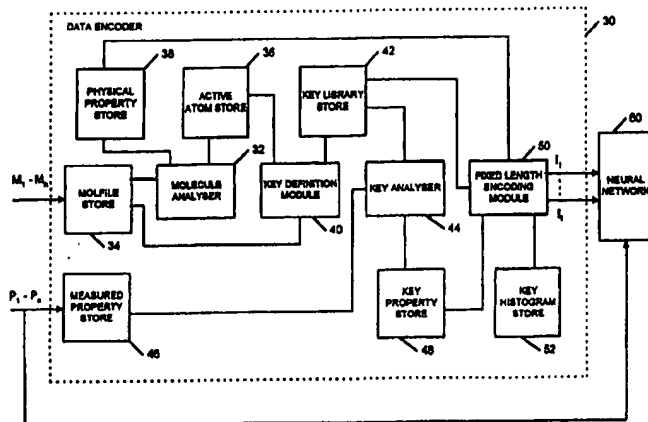 DATA ENCODER
30
38
36
42
PHYSICAL
PROPERTY
STORE
ACTIVE
ATOM STORE
KEY LIBRARY
STORE
60
32
50
M₁ - Mₙ
MOLFILE
STORE
MOLECULE
ANALYSER
KEY DEFINITION
MODULE
KEY
ANALYSER
FIXED LENGTH
ENCODING
MODULE
I₁
NEURAL
NETWORK
34
40
44
P₁ - Pₙ
MEASURED
PROPERTY
STORE
KEY
PROPERTY
STORE
KEY
HISTOGRAM
STORE
46
48
52